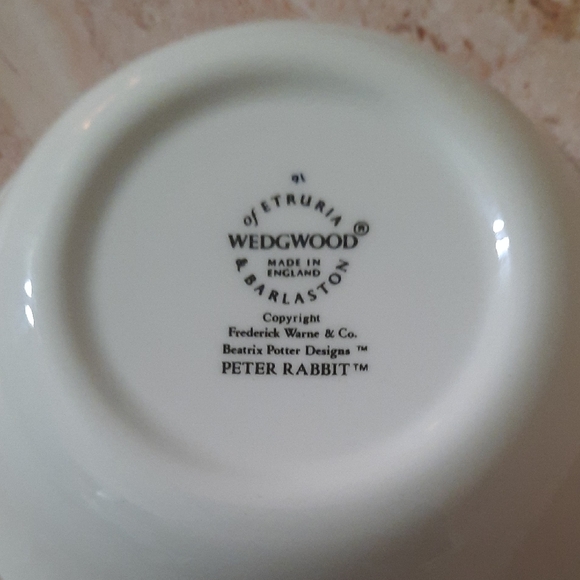 of ETRURIA
WEDGWOOD®
MADE IN
ENGLAND
& BARLASTON
Copyright
Frederick Warne & Co.
Beatrix Potter Designs ™
PETER RABBIT™